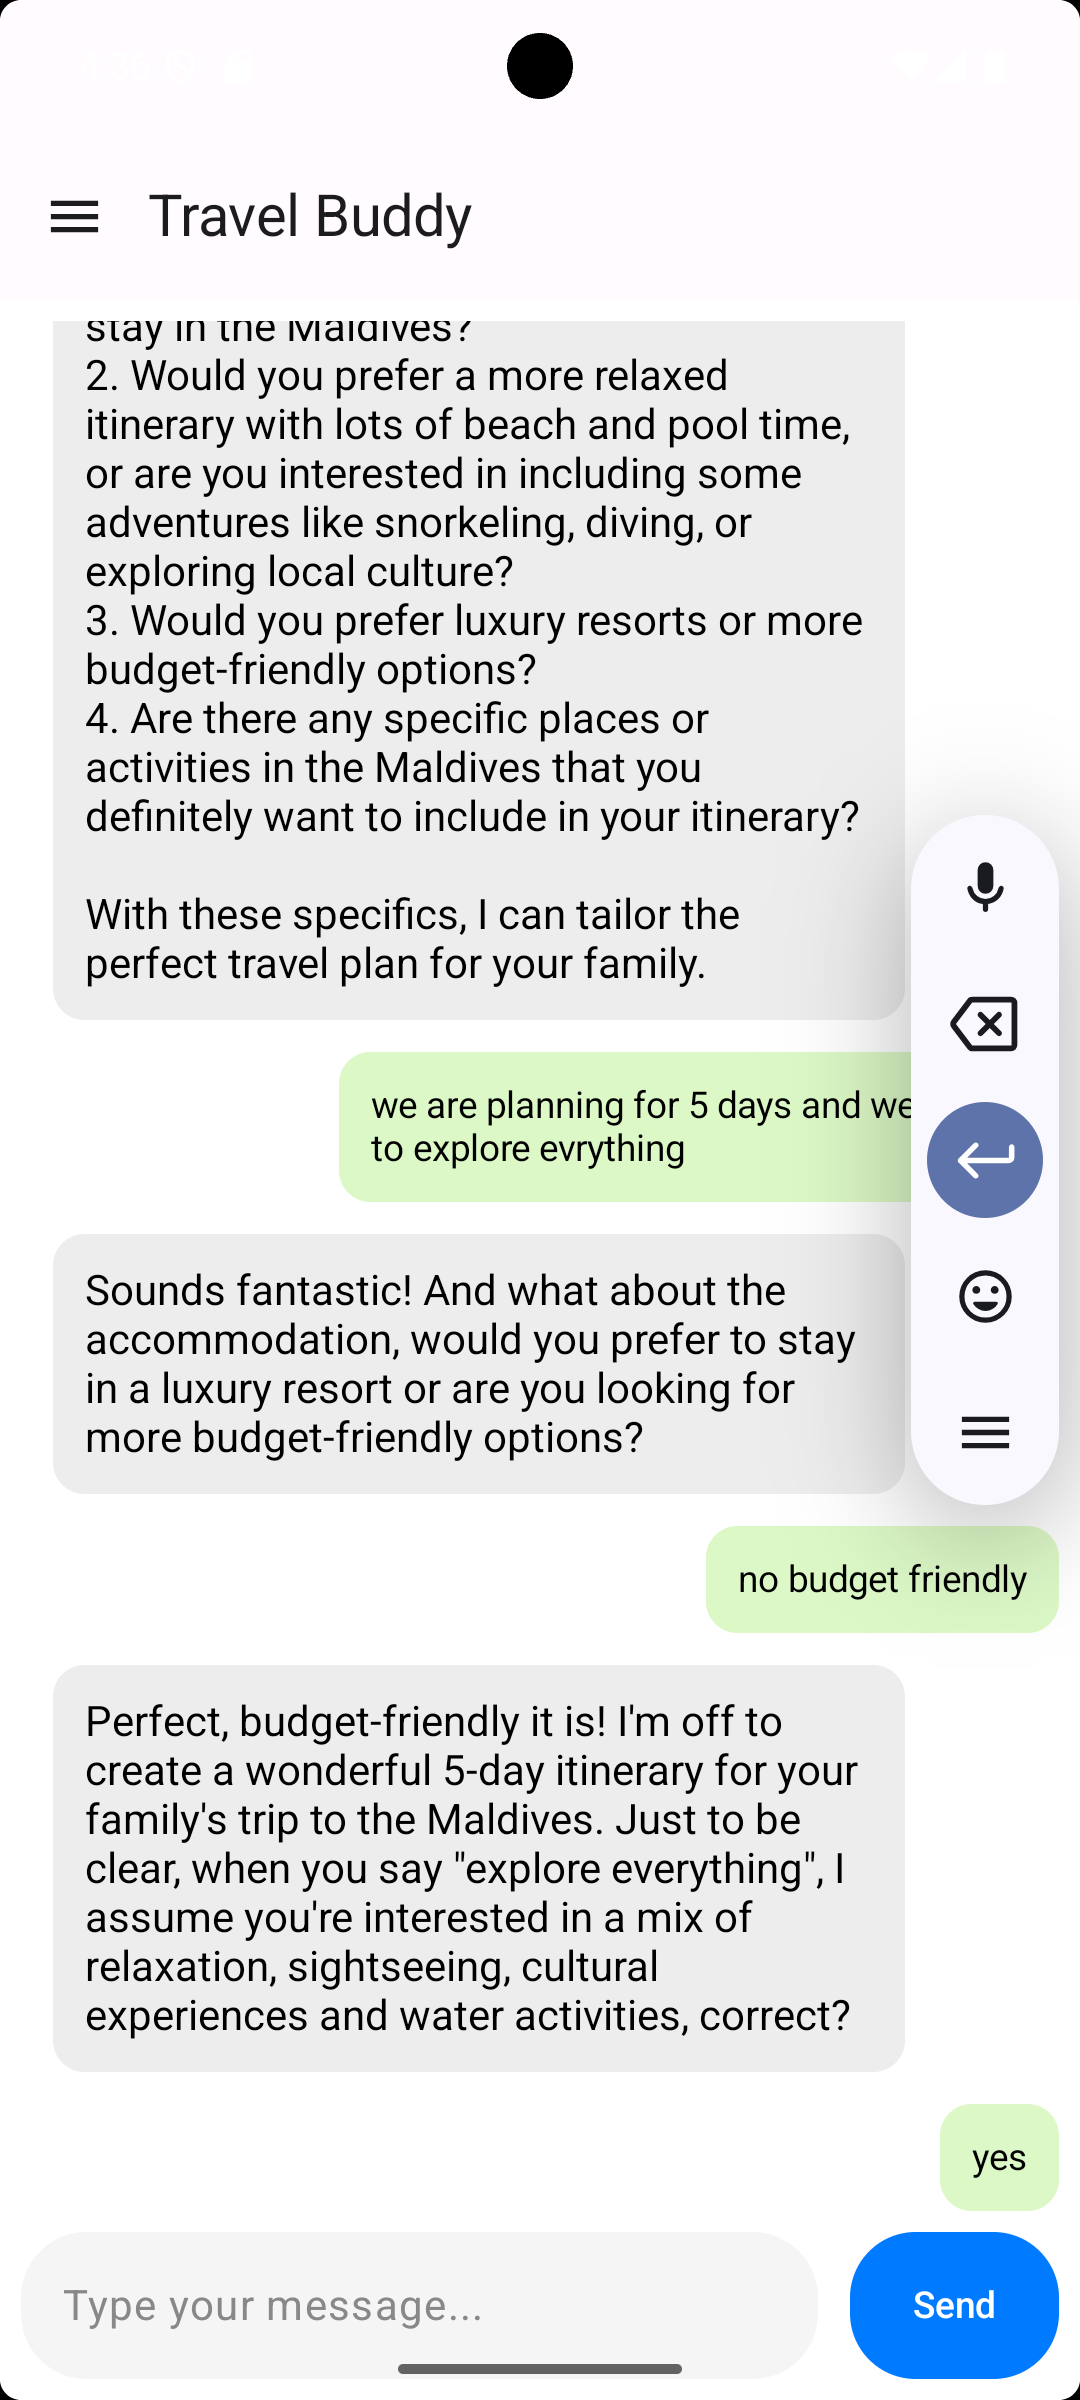 Travel Buddy
stay in the Maldives?
2. Would you prefer a more relaxed
itinerary with lots of beach and pool time,
or are you interested in including some
adventures like snorkeling, diving, or
exploring local culture?
3. Would you prefer luxury resorts or more
budget-friendly options?
4. Are there any specific places or
activities in the Maldives that you
definitely want to include in your itinerary?
With these specifics, I can tailor the
perfect travel plan for your family.
we are planning for 5 days and we
to explore evrything
Sounds fantastic! And what about the
accommodation, would you prefer to stay
in a luxury resort or are you looking for
more budget-friendly options?
no budget friendly
Perfect, budget-friendly it is! I'm off to
create a wonderful 5-day itinerary for your
family's trip to the Maldives. Just to be
clear, when you say "explore everything", I
assume you're interested in a mix of
relaxation, sightseeing, cultural
experiences and water activities, correct?
yes
Type your message...
Send